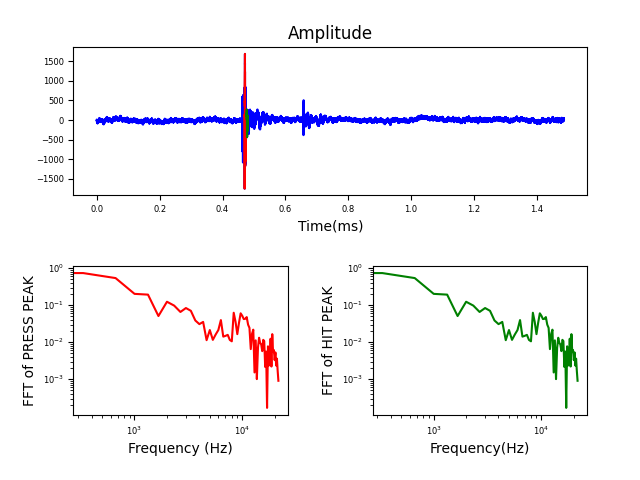 Amplitude
1500
1000
500
0
−500
−1000
−1500
0.0 0.2 0.4 0.6 0.8 1.0 1.2 1.4
Time(ms)
FFT of PRESS PEAK
10⁰
10⁻¹
10⁻²
10⁻³
10³ 10⁴
Frequency (Hz)
FFT of HIT PEAK
10⁰
10⁻¹
10⁻²
10⁻³
10³ 10⁴
Frequency(Hz)